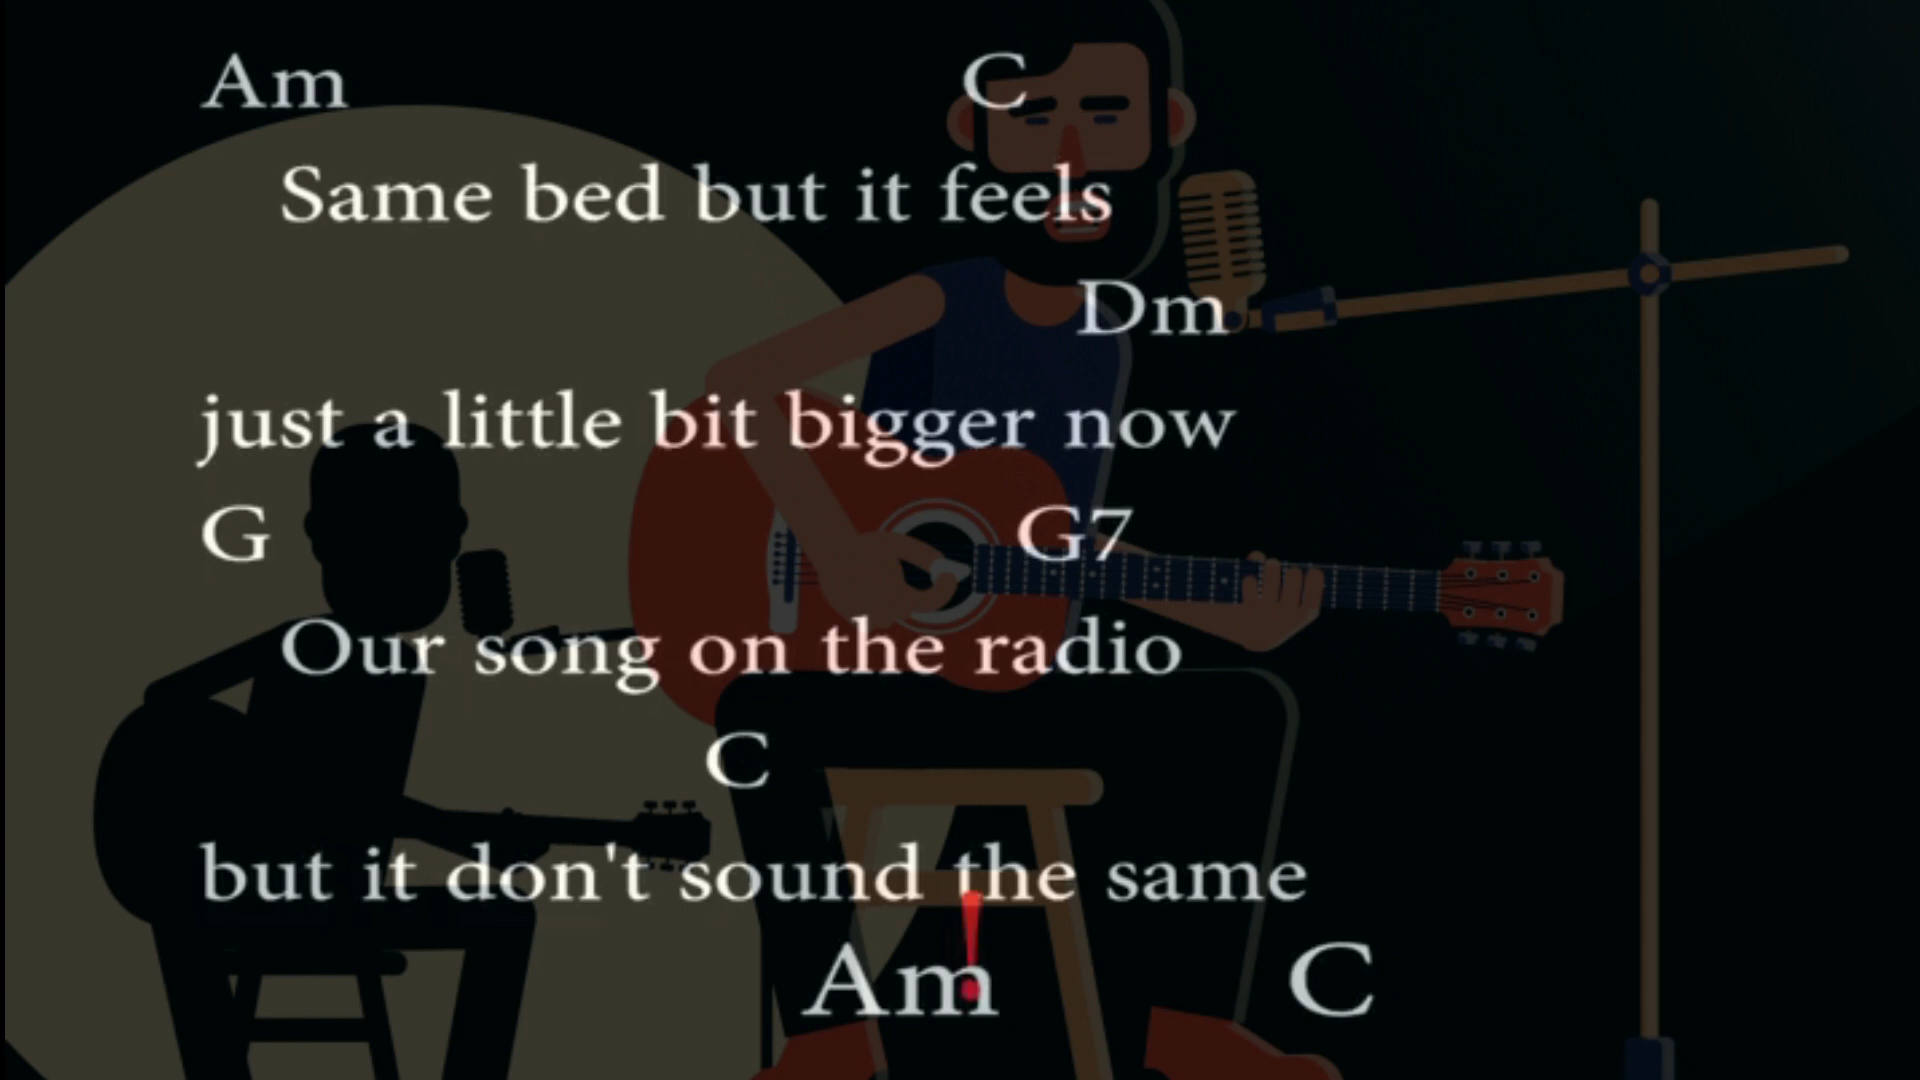 Am C
Same bed but it feels
Dm
just a little bit bigger now
G G7
Our song on the radio
C
but it don't sound the same
!
Am C